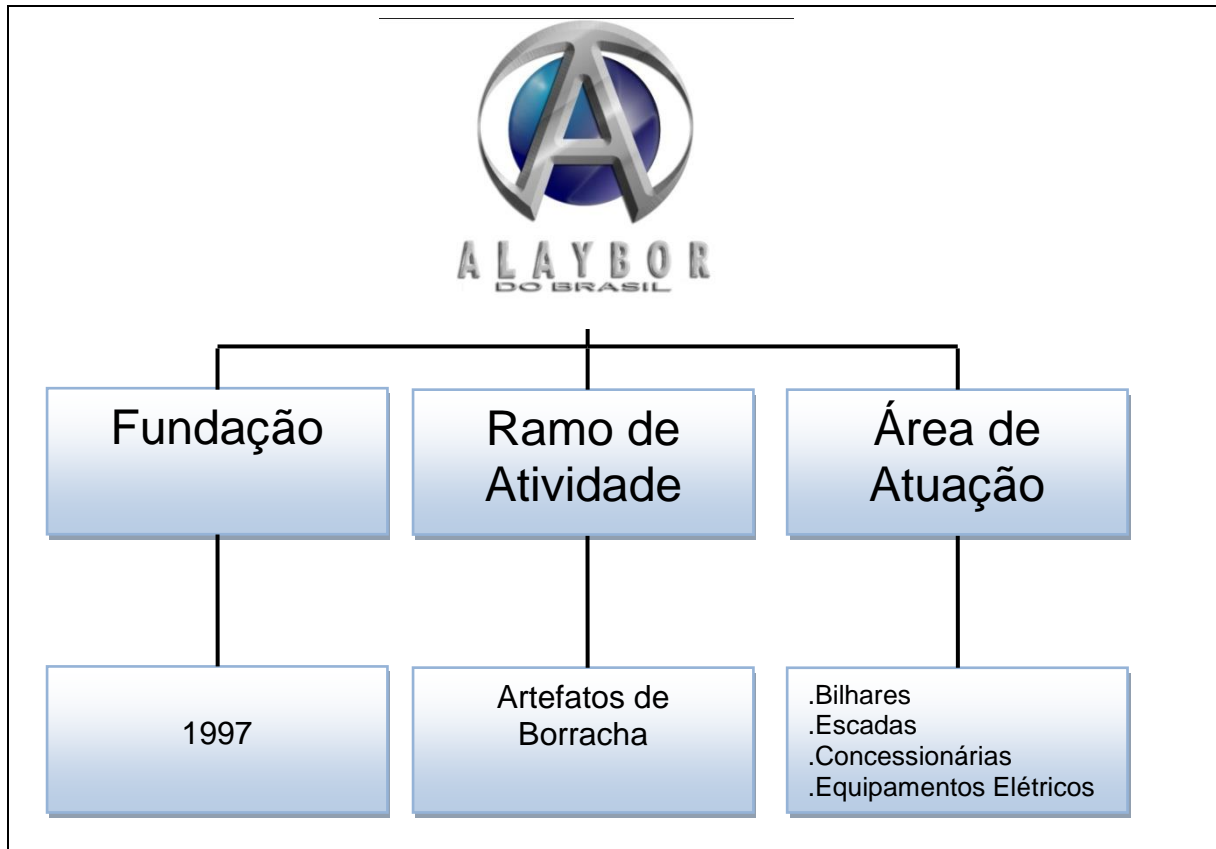 ALAYBOR
DO BRASIL
Fundação
Ramo de
Atividade
Área de
Atuação
1997
Artefatos de
Borracha
.Bilhares
.Escadas
.Concessionárias
.Equipamentos Elétricos